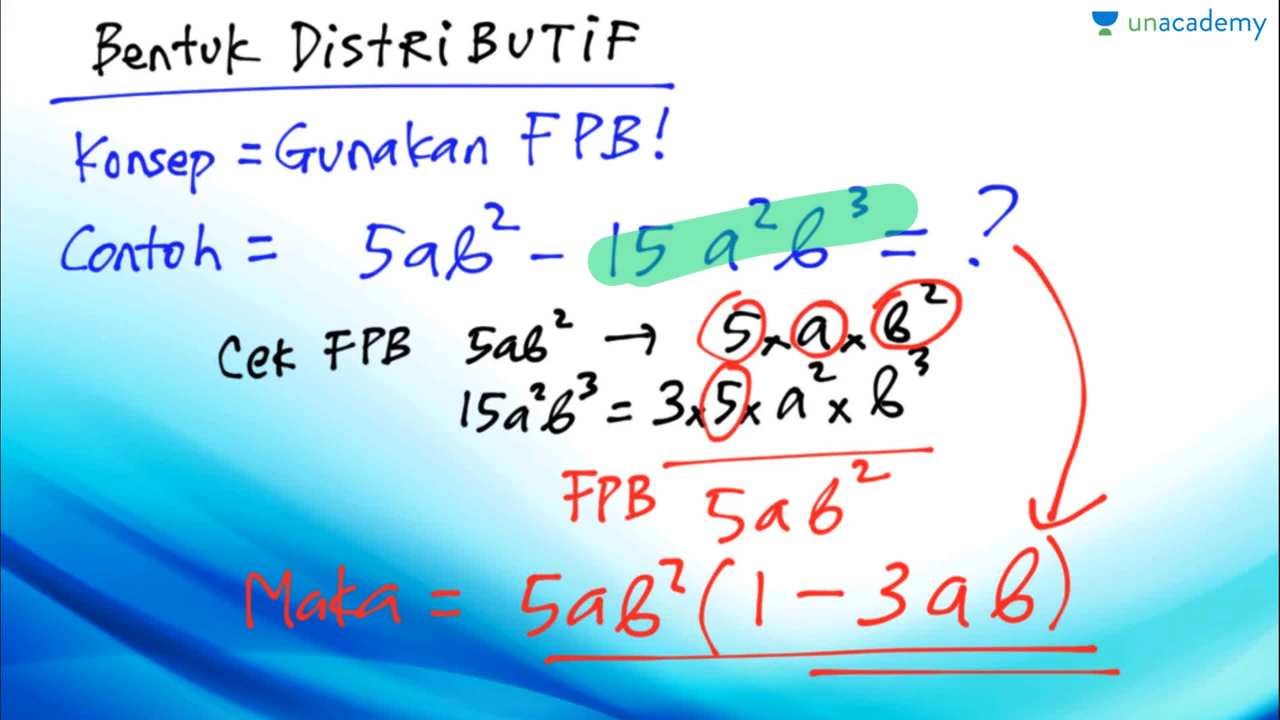 unacademy
Bentuk DistriBUTiF
Konsep = Gunakan FPB!
Contoh = 5ab² - 15a²b³ = ?
Cek FPB 5ab² → 5 × a × b²
15a²b³ = 3 × 5 × a² × b³
FPB 5ab²
Maka = 5ab² (1 - 3ab)